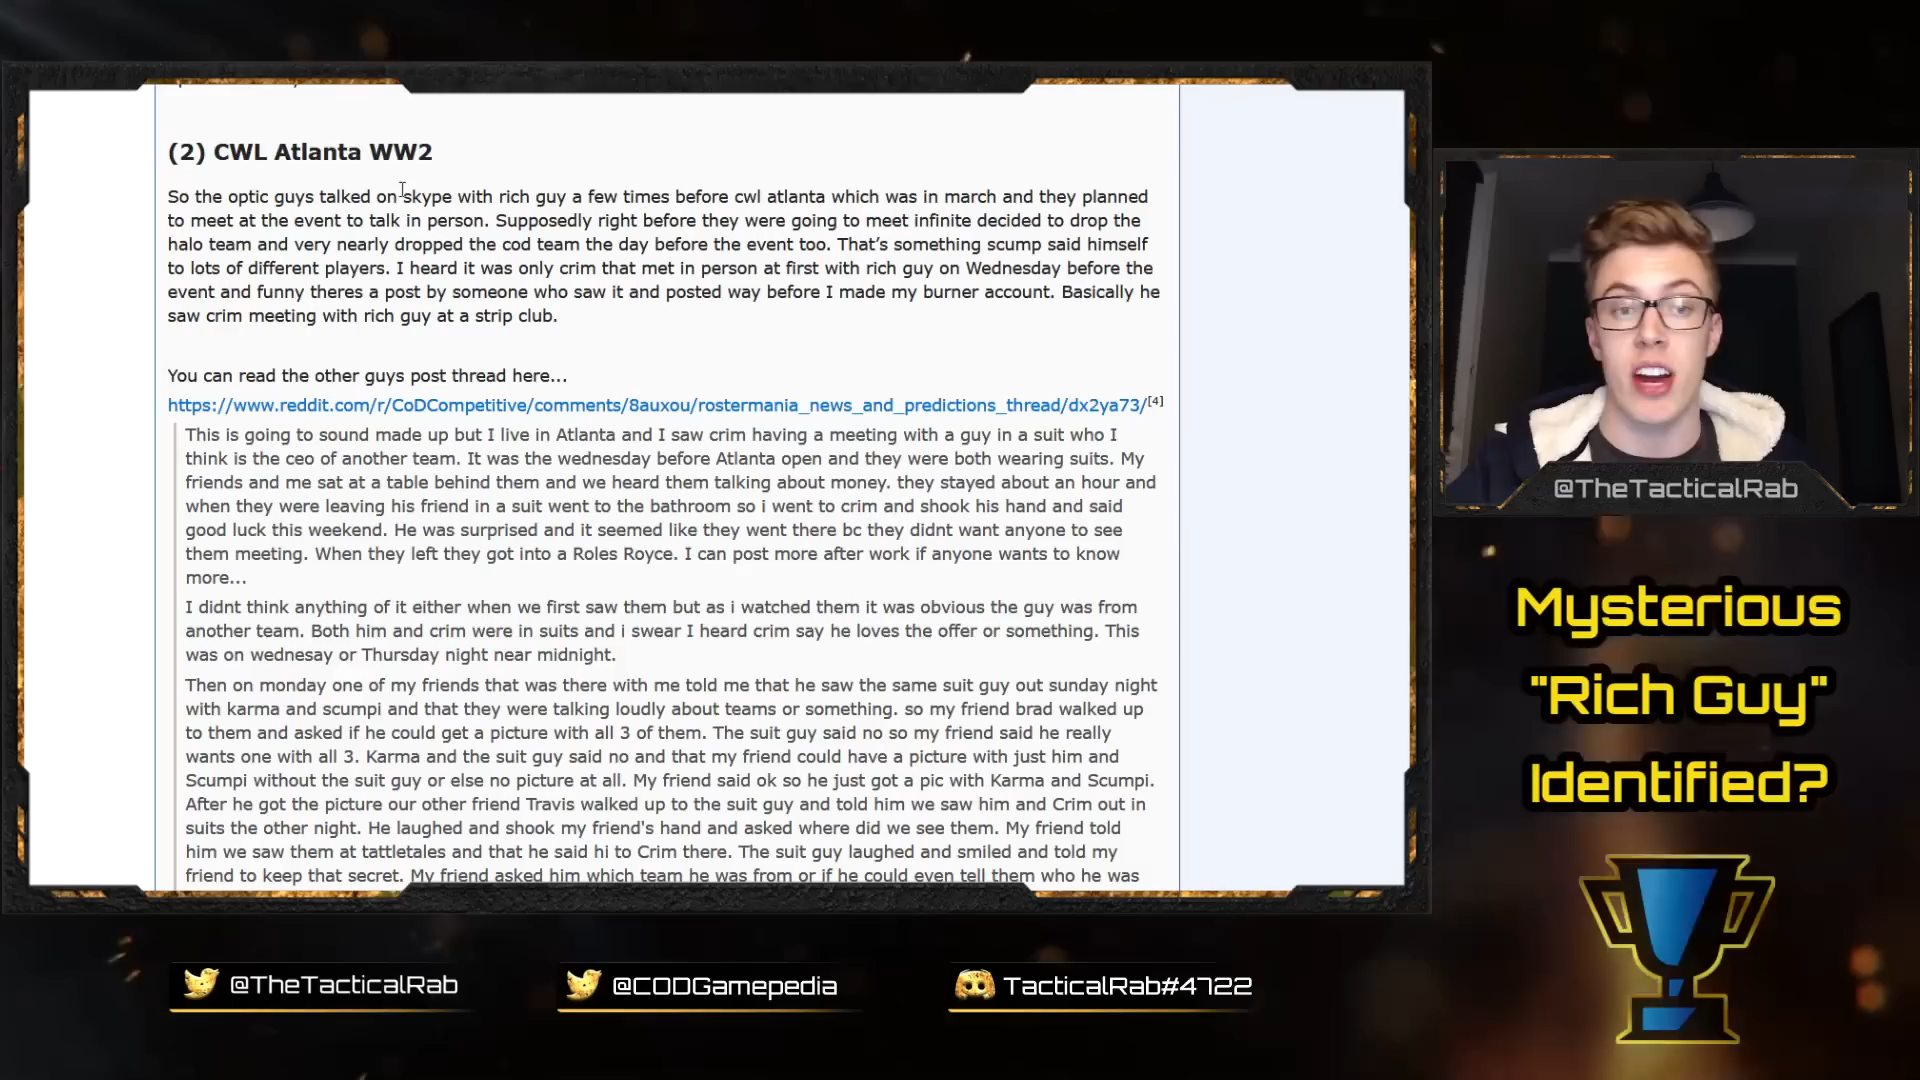 (2) CWL Atlanta WW2
So the optic guys talked on skype with rich guy a few times before cwl atlanta which was in march and they planned
to meet at the event to talk in person. Supposedly right before they were going to meet infinite decided to drop the
halo team and very nearly dropped the cod team the day before the event too. That’s something scump said himself
to lots of different players. I heard it was only crim that met in person at first with rich guy on Wednesday before the
event and funny theres a post by someone who saw it and posted way before I made my burner account. Basically he
saw crim meeting with rich guy at a strip club.
You can read the other guys post thread here...
https://www.reddit.com/r/CoDCompetitive/comments/8auxou/rostermania_news_and_predictions_thread/dx2ya73/[4]
This is going to sound made up but I live in Atlanta and I saw crim having a meeting with a guy in a suit who I
think is the ceo of another team. It was the wednesday before Atlanta open and they were both wearing suits. My
friends and me sat at a table behind them and we heard them talking about money. they stayed about an hour and
when they were leaving his friend in a suit went to the bathroom so i went to crim and shook his hand and said
good luck this weekend. He was surprised and it seemed like they went there bc they didnt want anyone to see
them meeting. When they left they got into a Roles Royce. I can post more after work if anyone wants to know
more...
I didnt think anything of it either when we first saw them but as i watched them it was obvious the guy was from
another team. Both him and crim were in suits and i swear I heard crim say he loves the offer or something. This
was on wednesay or Thursday night near midnight.
Then on monday one of my friends that was there with me told me that he saw the same suit guy out sunday night
with karma and scumpi and that they were talking loudly about teams or something. so my friend brad walked up
to them and asked if he could get a picture with all 3 of them. The suit guy said no so my friend said he really
wants one with all 3. Karma and the suit guy said no and that my friend could have a picture with just him and
Scumpi without the suit guy or else no picture at all. My friend said ok so he just got a pic with Karma and Scumpi.
After he got the picture our other friend Travis walked up to the suit guy and told him we saw him and Crim out in
suits the other night. He laughed and shook my friend's hand and asked where did we see them. My friend told
him we saw them at tattletales and that he said hi to Crim there. The suit guy laughed and smiled and told my
friend to keep that secret. My friend asked him which team he was from or if he could even tell them who he was
@TheTacticalRab
Mysterious
"Rich Guy"
Identified?
@TheTacticalRab
@CODGamepedia
TacticalRab#4722